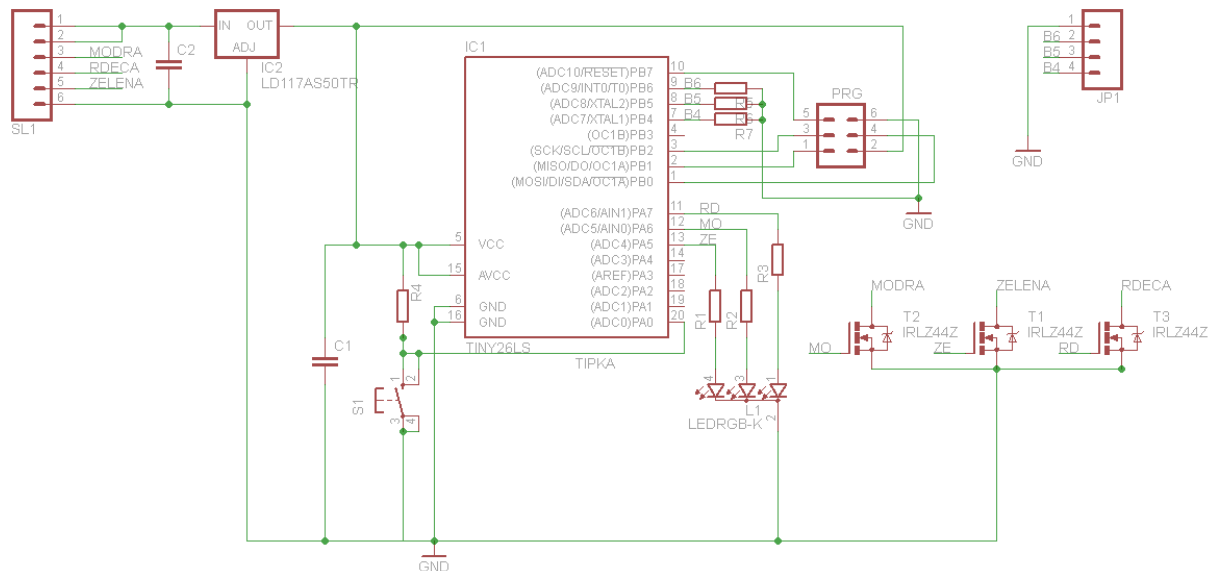 1
2
MODRA 3
RDECA 4
ZELENA 5
6
SL1
C2
IN OUT
ADJ
IC2
LD117AS50TR
IC1
(ADC10/RESET)PB7 10
(ADC9/INT0/T0)PB6 9 B6
(ADC8/XTAL2)PB5 8 B5 R5
(ADC7/XTAL1)PB4 7 B4 R6
(OC1B)PB3 4 R7
(SCK/SCL/OC1B)PB2 3
(MISO/DO/OC1A)PB1 2
(MOSI/DI/SDA/OC1A)PB0 1
(ADC6/AIN1)PA7 11 RD
(ADC5/AIN0)PA6 12 MO
(ADC4)PA5 13 ZE
(ADC3)PA4 14
(AREF)PA3 17
(ADC2)PA2 18
(ADC1)PA1 19
(ADC0)PA0 20
5 VCC
15 AVCC
6 GND
16 GND
TINY26LS
TIPKA
PRG
5 6
3 4
1 2
GND
1
B6 2
B5 3
B4 4
JP1
GND
R4
C1
S1
1 2
3 4
GND
R1
R2
R3
4 3 1
L1
2
LEDRGB-K
MODRA
T2
IRLZ44Z
MO
ZELENA
T1
IRLZ44Z
ZE
RDECA
T3
IRLZ44Z
RD